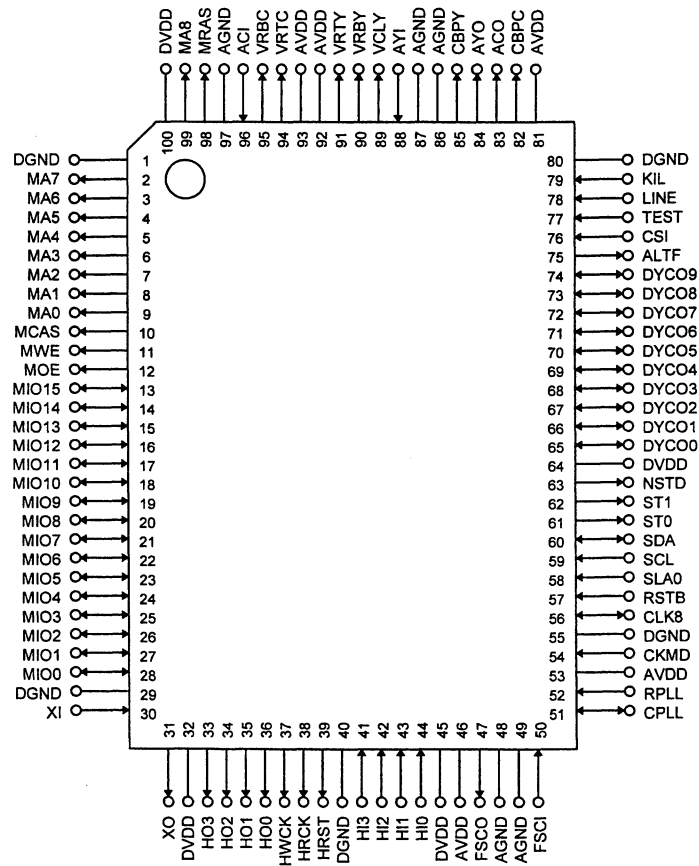 DVDD MA8 MRAS AGND ACI VRBC VRTC AVDD AVDD VRTY VRBY VCLY AYI AGND AGND CBPY AYO ACO CBPC AVDD
100 99 98 97 96 95 94 93 92 91 90 89 88 87 86 85 84 83 82 81
DGND 1 80 DGND
MA7 2 79 KIL
MA6 3 78 LINE
MA5 4 77 TEST
MA4 5 76 CSI
MA3 6 75 ALTF
MA2 7 74 DYCO9
MA1 8 73 DYCO8
MA0 9 72 DYCO7
MCAS 10 71 DYCO6
MWE 11 70 DYCO5
MOE 12 69 DYCO4
MIO15 13 68 DYCO3
MIO14 14 67 DYCO2
MIO13 15 66 DYCO1
MIO12 16 65 DYCO0
MIO11 17 64 DVDD
MIO10 18 63 NSTD
MIO9 19 62 ST1
MIO8 20 61 ST0
MIO7 21 60 SDA
MIO6 22 59 SCL
MIO5 23 58 SLA0
MIO4 24 57 RSTB
MIO3 25 56 CLK8
MIO2 26 55 DGND
MIO1 27 54 CKMD
MIO0 28 53 AVDD
DGND 29 52 RPLL
XI 30 51 CPLL
31 32 33 34 35 36 37 38 39 40 41 42 43 44 45 46 47 48 49 50
XO DVDD HO3 HO2 HO1 HO0 HWCK HRCK HRST DGND HI3 HI2 HI1 HI0 DVDD AVDD FSCO AGND AGND FSCI